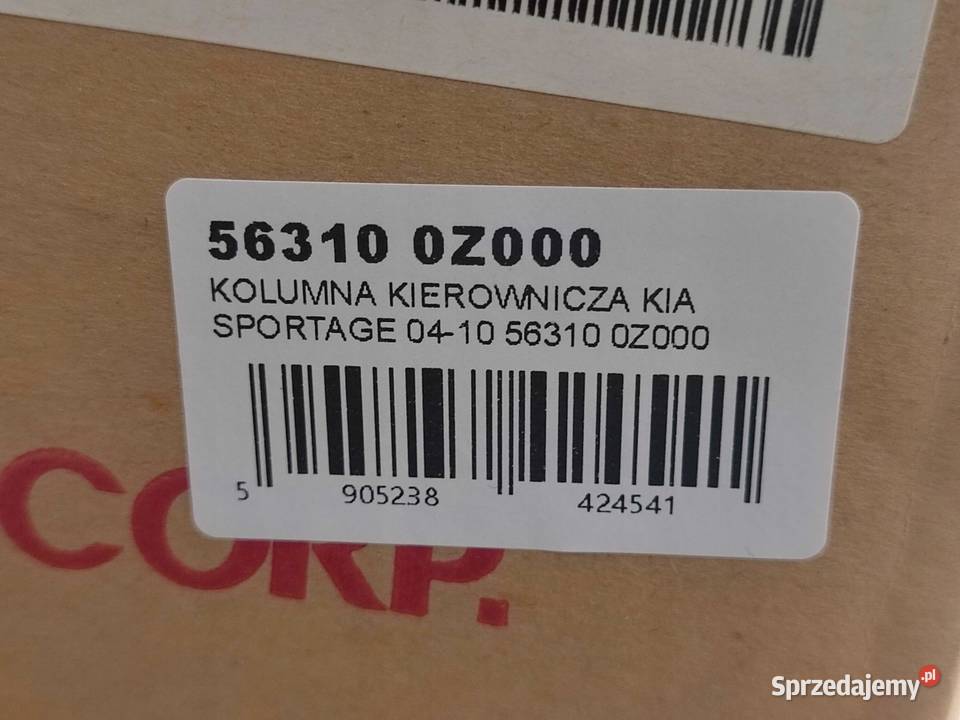 56310 0Z000
KOLUMNA KIEROWNICZA KIA
SPORTAGE 04-10 56310 0Z000
5 905238 424541
CORP.
Sprzedajemy.pl